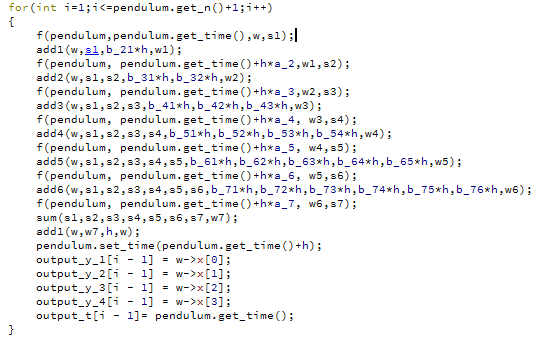 for(int i=1;i<=pendulum.get_n()+1;i++)
{
f(pendulum,pendulum.get_time(),w,s1);
add1(w,s1,b_21*h,w1);
f(pendulum, pendulum.get_time()+h*a_2,w1,s2);
add2(w,s1,s2,b_31*h,b_32*h,w2);
f(pendulum, pendulum.get_time()+h*a_3,w2,s3);
add3(w,s1,s2,s3,b_41*h,b_42*h,b_43*h,w3);
f(pendulum, pendulum.get_time()+h*a_4, w3,s4);
add4(w,s1,s2,s3,s4,b_51*h,b_52*h,b_53*h,b_54*h,w4);
f(pendulum, pendulum.get_time()+h*a_5, w4,s5);
add5(w,s1,s2,s3,s4,s5,b_61*h,b_62*h,b_63*h,b_64*h,b_65*h,w5);
f(pendulum, pendulum.get_time()+h*a_6, w5,s6);
add6(w,s1,s2,s3,s4,s5,s6,b_71*h,b_72*h,b_73*h,b_74*h,b_75*h,b_76*h,w6);
f(pendulum, pendulum.get_time()+h*a_7, w6,s7);
sum(s1,s2,s3,s4,s5,s6,s7,w7);
add1(w,w7,h,w);
pendulum.set_time(pendulum.get_time()+h);
output_y_1[i - 1] = w->x[0];
output_y_2[i - 1] = w->x[1];
output_y_3[i - 1] = w->x[2];
output_y_4[i - 1] = w->x[3];
output_t[i - 1]= pendulum.get_time();
}